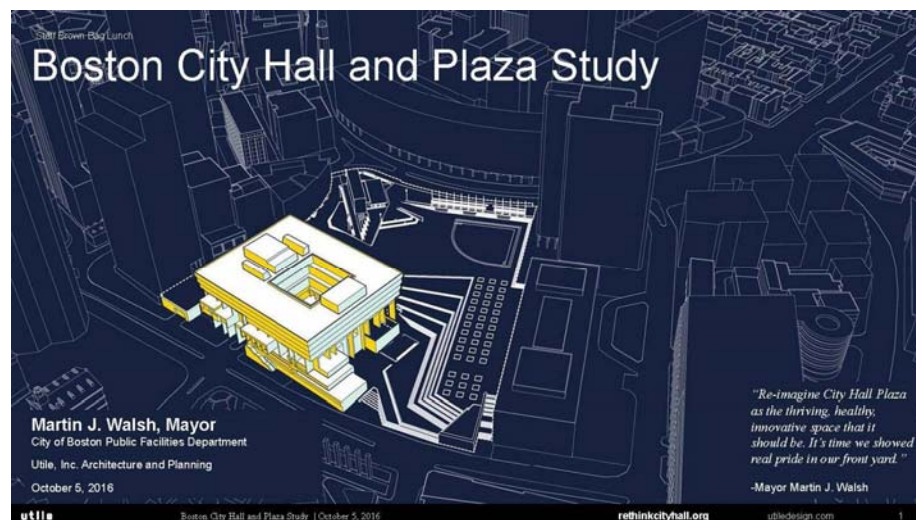 Staff Brown Bag Lunch
Boston City Hall and Plaza Study
"Re-imagine City Hall Plaza
as the thriving, healthy,
innovative space that it
should be. It's time we showed
real pride in our front yard."
-Mayor Martin J. Walsh
Martin J. Walsh, Mayor
City of Boston Public Facilities Department
Utile, Inc. Architecture and Planning
October 5, 2016
utile
Boston City Hall and Plaza Study | October 5, 2016
rethinkcityhall.org
utiledesign.com
1